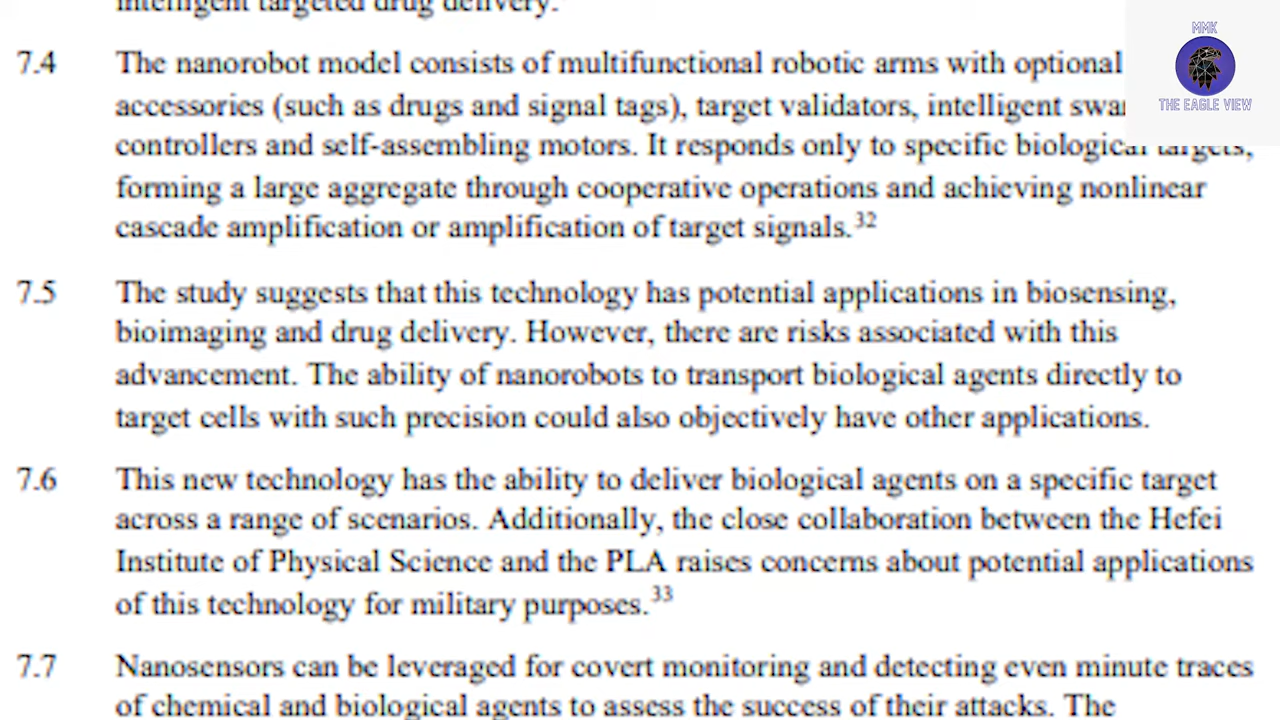 intelligent targeted drug delivery.
MMK
THE EAGLE VIEW
7.4 The nanorobot model consists of multifunctional robotic arms with optional
accessories (such as drugs and signal tags), target validators, intelligent
controllers and self-assembling motors. It responds only to specific biological targets,
forming a large aggregate through cooperative operations and achieving nonlinear
cascade amplification or amplification of target signals.32
7.5 The study suggests that this technology has potential applications in biosensing,
bioimaging and drug delivery. However, there are risks associated with this
advancement. The ability of nanorobots to transport biological agents directly to
target cells with such precision could also objectively have other applications.
7.6 This new technology has the ability to deliver biological agents on a specific target
across a range of scenarios. Additionally, the close collaboration between the Hefei
Institute of Physical Science and the PLA raises concerns about potential applications
of this technology for military purposes.33
7.7 Nanosensors can be leveraged for covert monitoring and detecting even minute traces
of chemical and biological agents to assess the success of their attacks. The